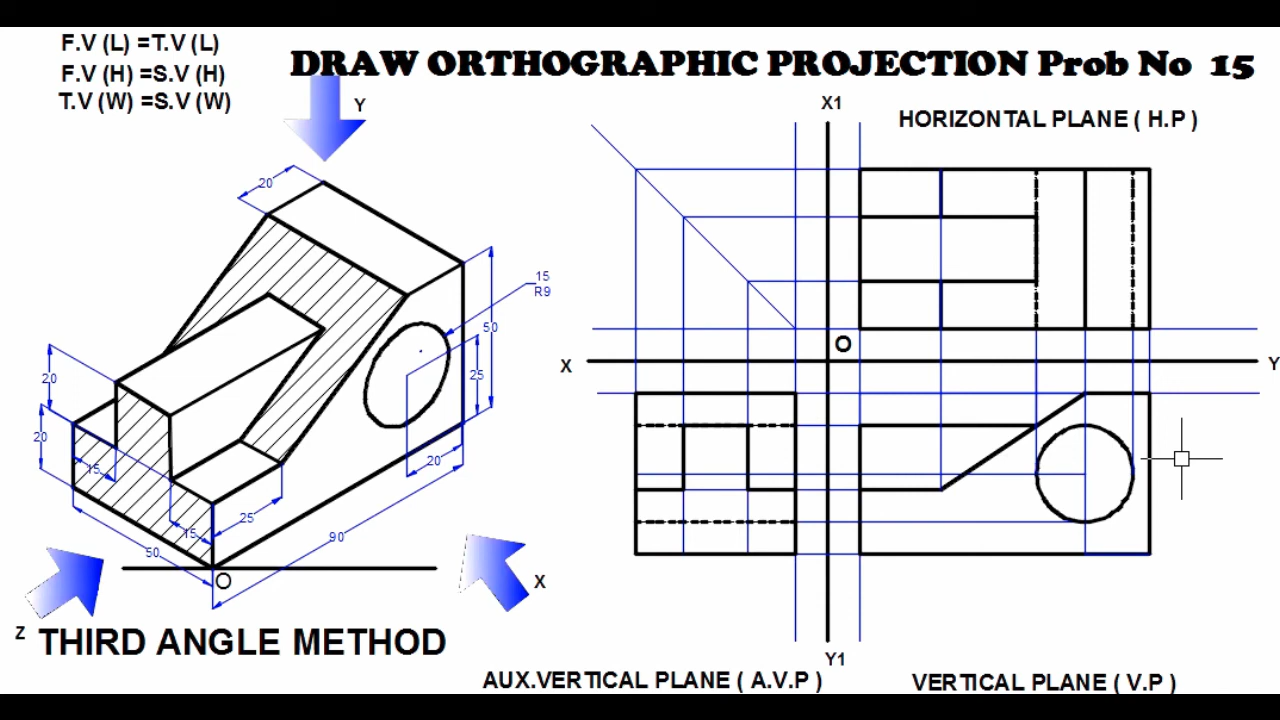 F.V (L) =T.V (L)
F.V (H) =S.V (H)
T.V (W) =S.V (W)
DRAW ORTHOGRAPHIC PROJECTION Prob No 15
Y
X1
HORIZONTAL PLANE ( H.P )
20
15
R9
50
25
20
20
20
15
15
25
50
90
O
X
Z
THIRD ANGLE METHOD
O
X
Y
Y1
AUX.VERTICAL PLANE ( A.V.P )
VERTICAL PLANE ( V.P )